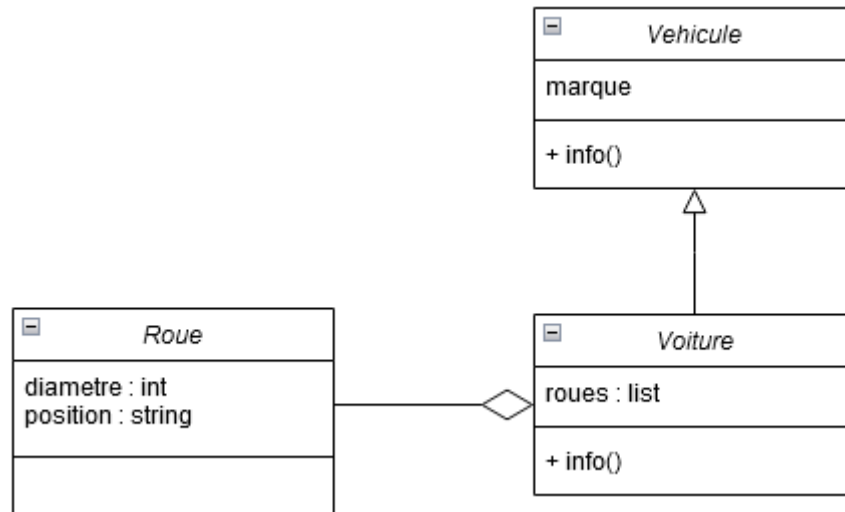 Vehicule
marque
+ info()
Roue
diametre : int
position : string
Voiture
roues : list
+ info()